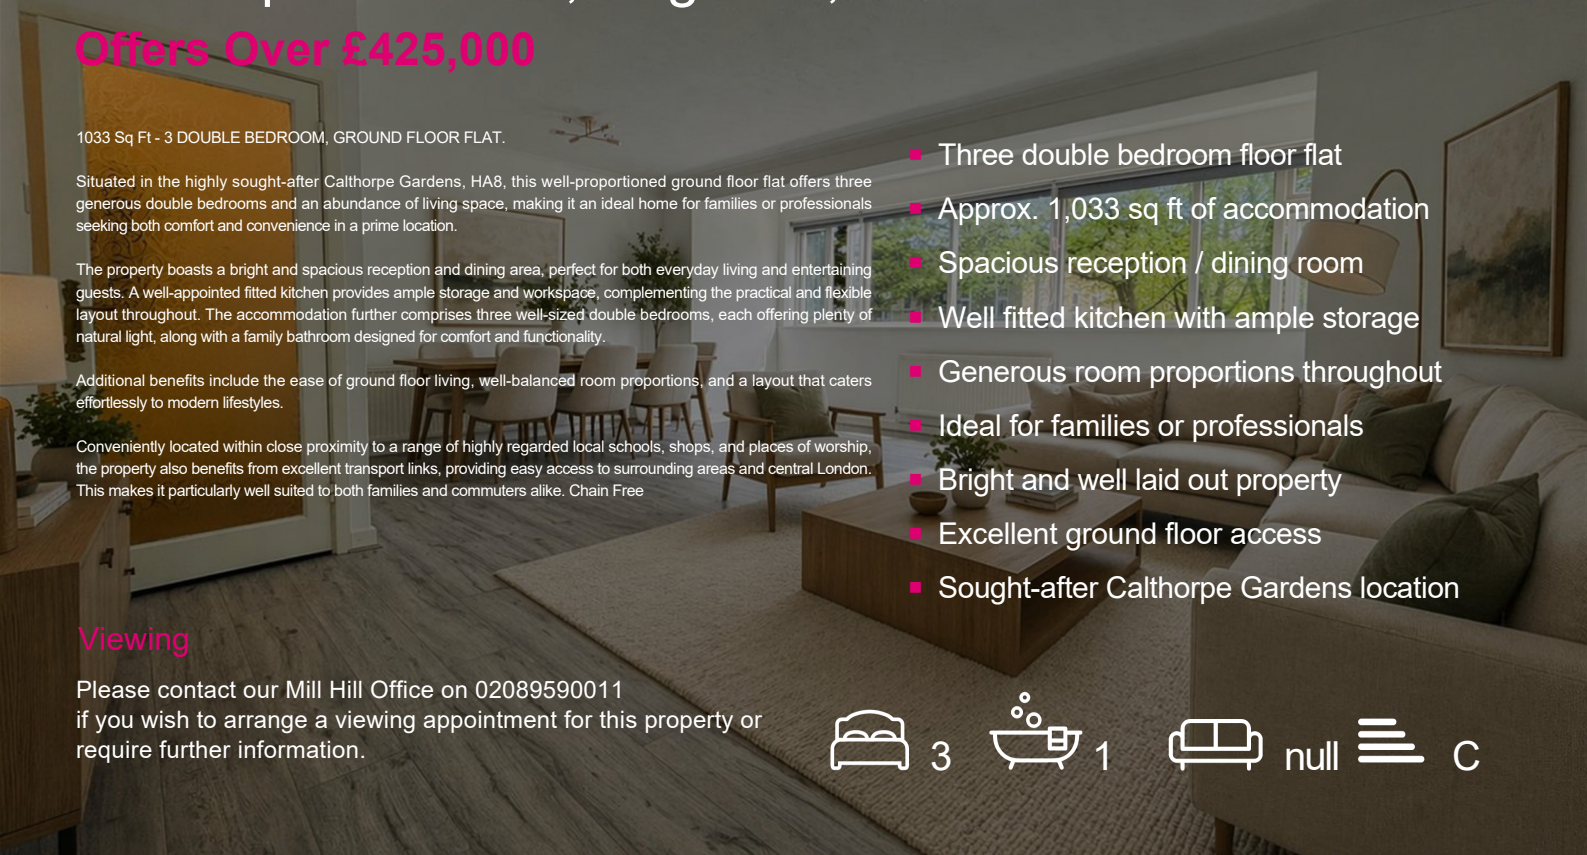 Offers Over £425,000
1033 Sq Ft - 3 DOUBLE BEDROOM, GROUND FLOOR FLAT.
Situated in the highly sought-after Calthorpe Gardens, HA8, this well-proportioned ground floor flat offers three
generous double bedrooms and an abundance of living space, making it an ideal home for families or professionals
seeking both comfort and convenience in a prime location.
The property boasts a bright and spacious reception and dining area, perfect for both everyday living and entertaining
guests. A well-appointed fitted kitchen provides ample storage and workspace, complementing the practical and flexible
layout throughout. The accommodation further comprises three well-sized double bedrooms, each offering plenty of
natural light, along with a family bathroom designed for comfort and functionality.
Additional benefits include the ease of ground floor living, well-balanced room proportions, and a layout that caters
effortlessly to modern lifestyles.
Conveniently located within close proximity to a range of highly regarded local schools, shops, and places of worship,
the property also benefits from excellent transport links, providing easy access to surrounding areas and central London.
This makes it particularly well suited to both families and commuters alike. Chain Free
Three double bedroom floor flat
Approx. 1,033 sq ft of accommodation
Spacious reception / dining room
Well fitted kitchen with ample storage
Generous room proportions throughout
Ideal for families or professionals
Bright and well laid out property
Excellent ground floor access
Sought-after Calthorpe Gardens location
Viewing
Please contact our Mill Hill Office on 02089590011
if you wish to arrange a viewing appointment for this property or
require further information.
3 1 null C